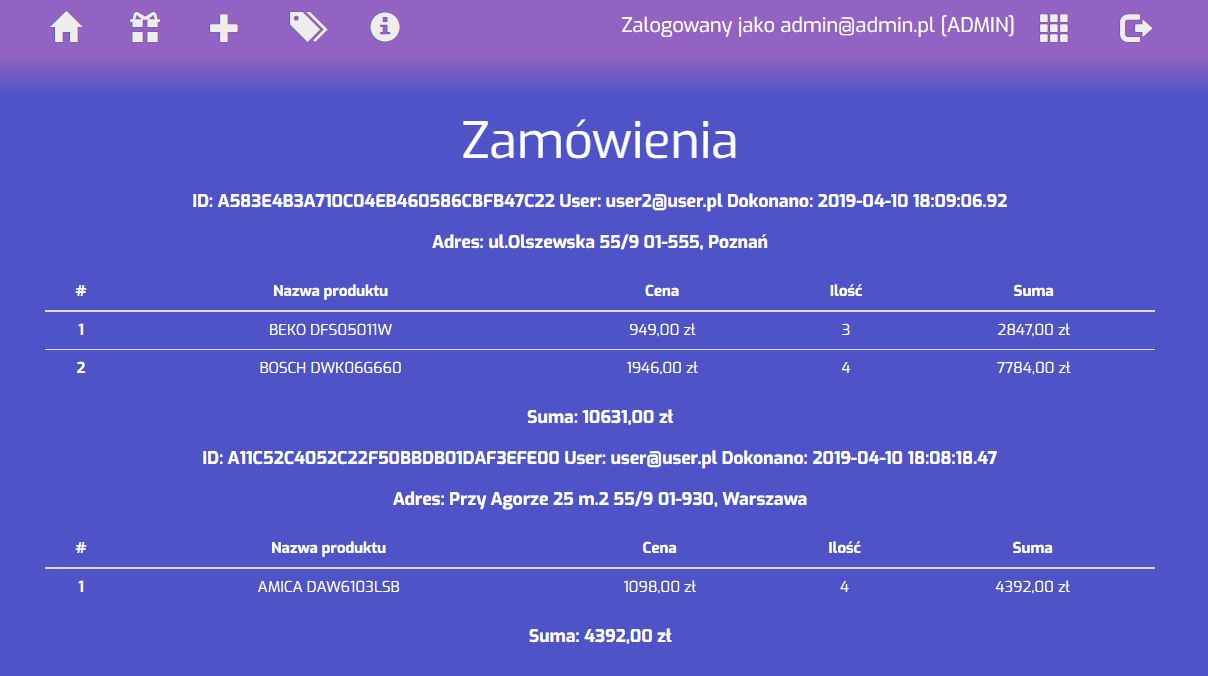 Zalogowany jako admin@admin.pl [ADMIN]
Zamówienia
ID: A583E4B3A710C04EB460586CBFB47C22 User: user2@user.pl Dokonano: 2019-04-10 18:09:06.92
Adres: ul.Olszewska 55/9 01-555, Poznań
# Nazwa produktu Cena Ilość Suma
1 BEKO DFS05011W 949,00 zł 3 2847,00 zł
2 BOSCH DWK06G660 1946,00 zł 4 7784,00 zł
Suma: 10631,00 zł
ID: A11C52C4052C22F50BBDB01DAF3EFE00 User: user@user.pl Dokonano: 2019-04-10 18:08:18.47
Adres: Przy Agorze 25 m.2 55/9 01-930, Warszawa
# Nazwa produktu Cena Ilość Suma
1 AMICA DAW6103LSB 1098,00 zł 4 4392,00 zł
Suma: 4392,00 zł